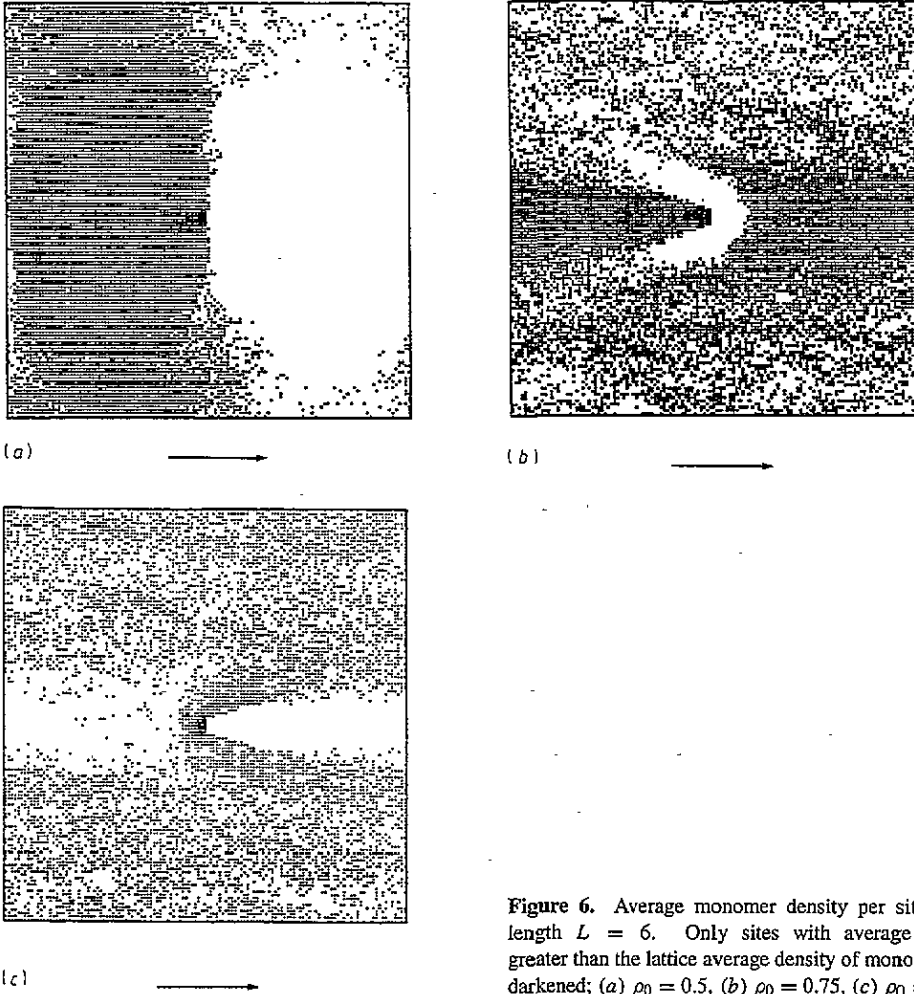 (a)
(b)
(c)
Figure 6. Average monomer density per sit
length L = 6. Only sites with average
greater than the lattice average density of mono
darkened; (a) ρ0 = 0.5, (b) ρ0 = 0.75, (c) ρ0 =